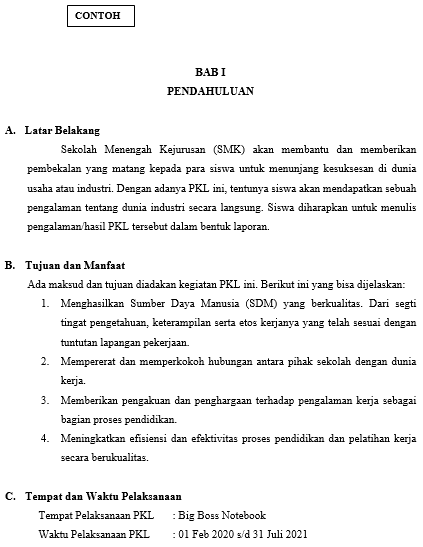 CONTOH
BAB I
PENDAHULUAN
A. Latar Belakang
Sekolah Menengah Kejurusan (SMK) akan membantu dan memberikan
pembekalan yang matang kepada para siswa untuk menunjang kesuksesan di dunia
usaha atau industri. Dengan adanya PKL ini, tentunya siswa akan mendapatkan sebuah
pengalaman tentang dunia industri secara langsung. Siswa diharapkan untuk menulis
pengalaman/hasil PKL tersebut dalam bentuk laporan.
B. Tujuan dan Manfaat
Ada maksud dan tujuan diadakan kegiatan PKL ini. Berikut ini yang bisa dijelaskan:
1. Menghasilkan Sumber Daya Manusia (SDM) yang berkualitas. Dari segti
tingat pengetahuan, keterampilan serta etos kerjanya yang telah sesuai dengan
tuntutan lapangan pekerjaan.
2. Mempererat dan memperkokoh hubungan antara pihak sekolah dengan dunia
kerja.
3. Memberikan pengakuan dan penghargaan terhadap pengalaman kerja sebagai
bagian proses pendidikan.
4. Meningkatkan efisiensi dan efektivitas proses pendidikan dan pelatihan kerja
secara berukualitas.
C. Tempat dan Waktu Pelaksanaan
Tempat Pelaksanaan PKL : Big Boss Notebook
Waktu Pelaksanaan PKL : 01 Feb 2020 s/d 31 Juli 2021